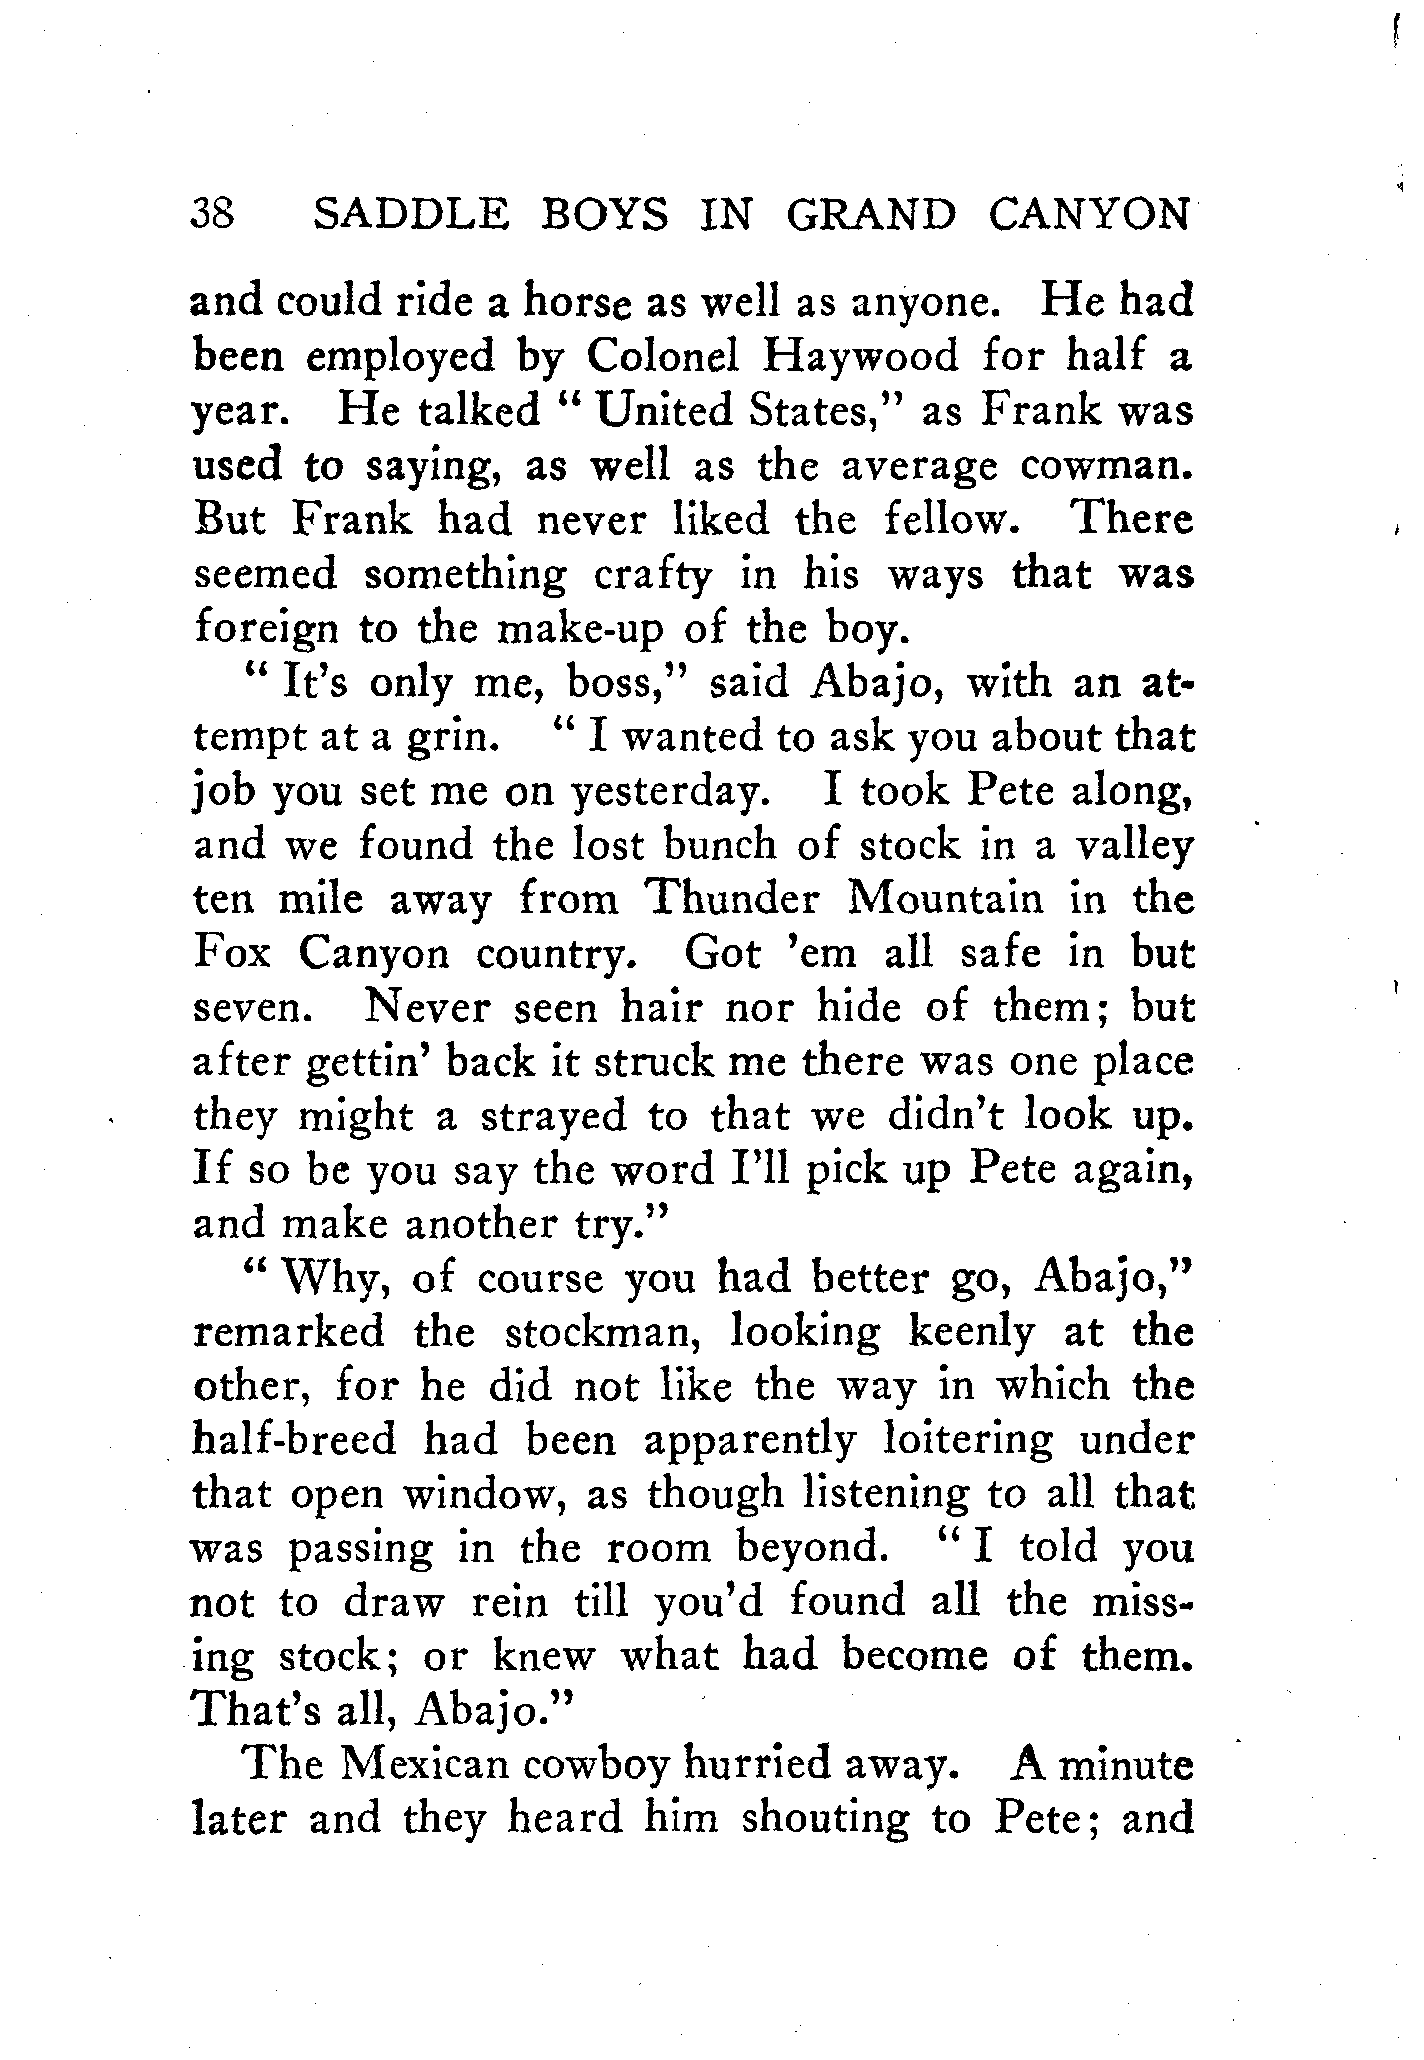 38 SADDLE BOYS IN GRAND CANYON
and could ride a horse as well as anyone. He had
been employed by Colonel Haywood for half a
year. He talked “ United States,” as Frank was
used to saying, as well as the average cowman.
But Frank had never liked the fellow. There
seemed something crafty in his ways that was
foreign to the make-up of the boy.
“ It’s only me, boss,” said Abajo, with an at-
tempt at a grin. “ I wanted to ask you about that
job you set me on yesterday. I took Pete along,
and we found the lost bunch of stock in a valley
ten mile away from Thunder Mountain in the
Fox Canyon country. Got ’em all safe in but
seven. Never seen hair nor hide of them; but
after gettin’ back it struck me there was one place
they might a strayed to that we didn’t look up.
If so be you say the word I’ll pick up Pete again,
and make another try.”
“ Why, of course you had better go, Abajo,”
remarked the stockman, looking keenly at the
other, for he did not like the way in which the
half-breed had been apparently loitering under
that open window, as though listening to all that
was passing in the room beyond. “ I told you
not to draw rein till you’d found all the miss-
ing stock; or knew what had become of them.
That’s all, Abajo.”
The Mexican cowboy hurried away. A minute
later and they heard him shouting to Pete; and